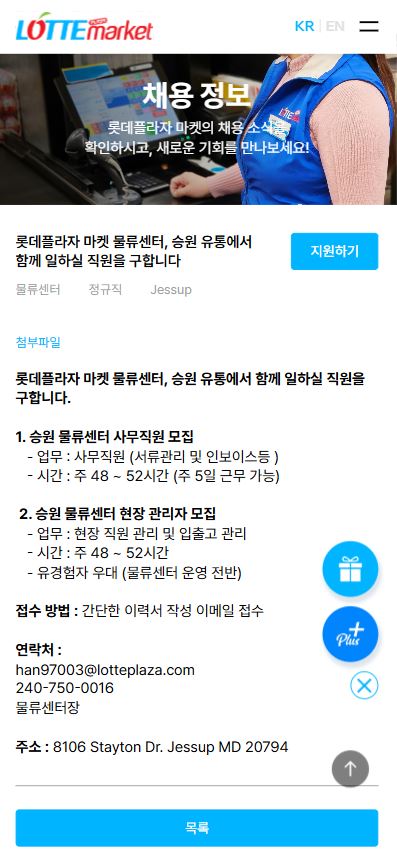 LOTTE PLAZA market
KR | EN
채용 정보
롯데플라자 마켓의 채용 소식을
확인하시고, 새로운 기회를 만나보세요!
롯데플라자 마켓 물류센터, 승원 유통에서
함께 일하실 직원을 구합니다
지원하기
물류센터 정규직 Jessup
첨부파일
롯데플라자 마켓 물류센터, 승원 유통에서 함께 일하실 직원을
구합니다.
1. 승원 물류센터 사무직원 모집
- 업무 : 사무직원 (서류관리 및 인보이스등 )
- 시간 : 주 48 ~ 52시간 (주 5일 근무 가능)
2. 승원 물류센터 현장 관리자 모집
- 업무 : 현장 직원 관리 및 입출고 관리
- 시간 : 주 48 ~ 52시간
- 유경험자 우대 (물류센터 운영 전반)
접수 방법 : 간단한 이력서 작성 이메일 접수
Plus+
연락처 :
han97003@lotteplaza.com
240-750-0016
물류센터장
주소 : 8106 Stayton Dr. Jessup MD 20794
목록